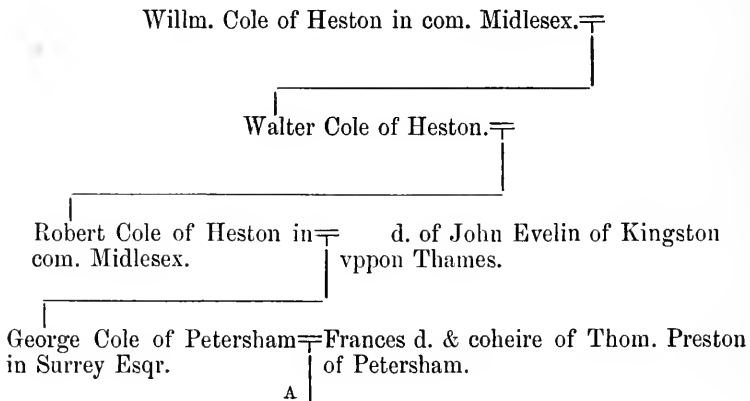 Willm. Cole of Heston in com. Midlesex.
Walter Cole of Heston.
Robert Cole of Heston in d. of John Evelin of Kingston
com. Midlesex. vppon Thames.
George Cole of Petersham Frances d. & coheire of Thom. Preston
in Surrey Esqr. of Petersham.
A